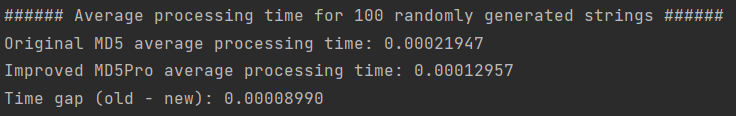 ###### Average processing time for 100 randomly generated strings ######
Original MD5 average processing time: 0.00021947
Improved MD5Pro average processing time: 0.00012957
Time gap (old - new): 0.00008990